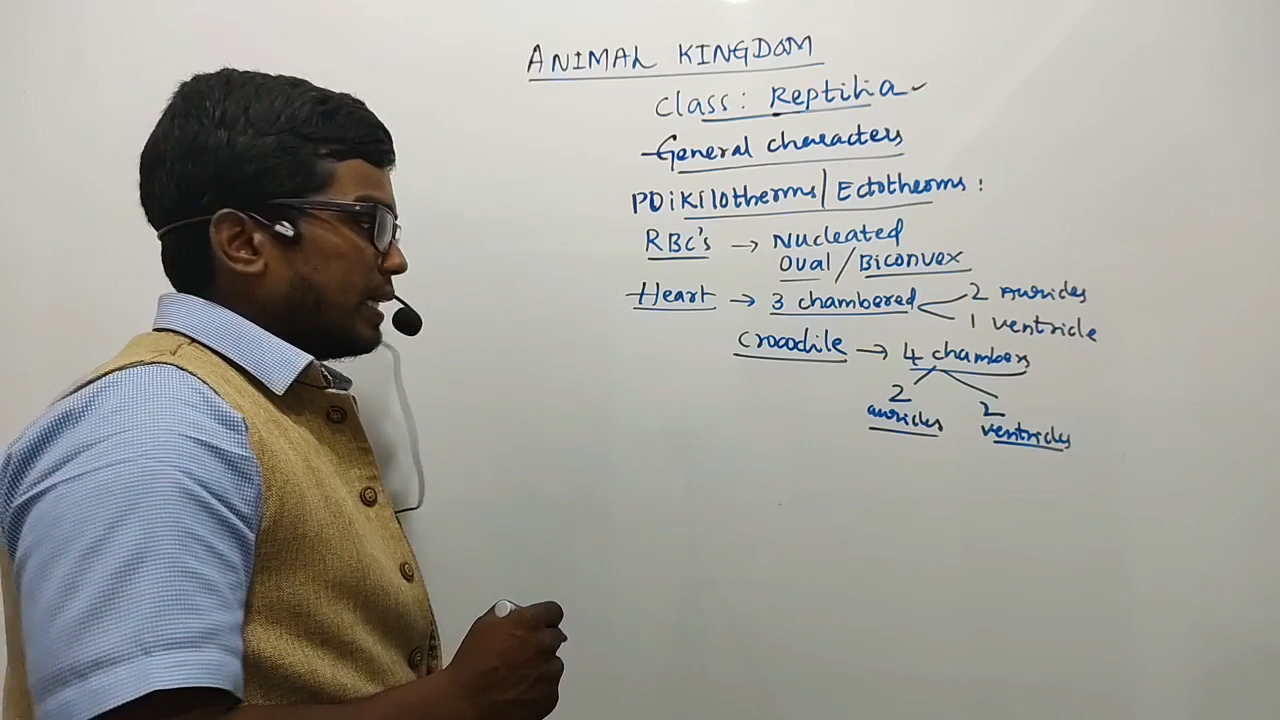 ANIMAL KINGDOM
Class: Reptilia
General characters
POiKilotherms/Ectotherms:
RBC's → Nucleated
Oval / Biconvex
Heart → 3 chambered
2 Auricles
1 ventricle
Crocodile → 4 chambers
2 auricles
2 ventricles